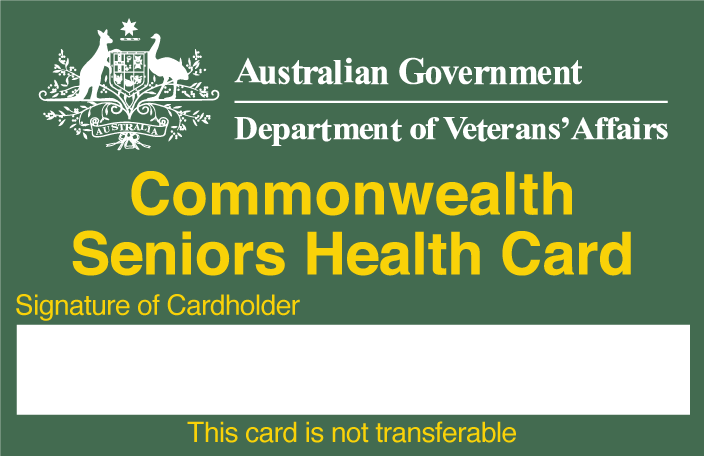 AUSTRALIA
Australian Government
Department of Veterans' Affairs
Commonwealth
Seniors Health Card
Signature of Cardholder
This card is not transferable